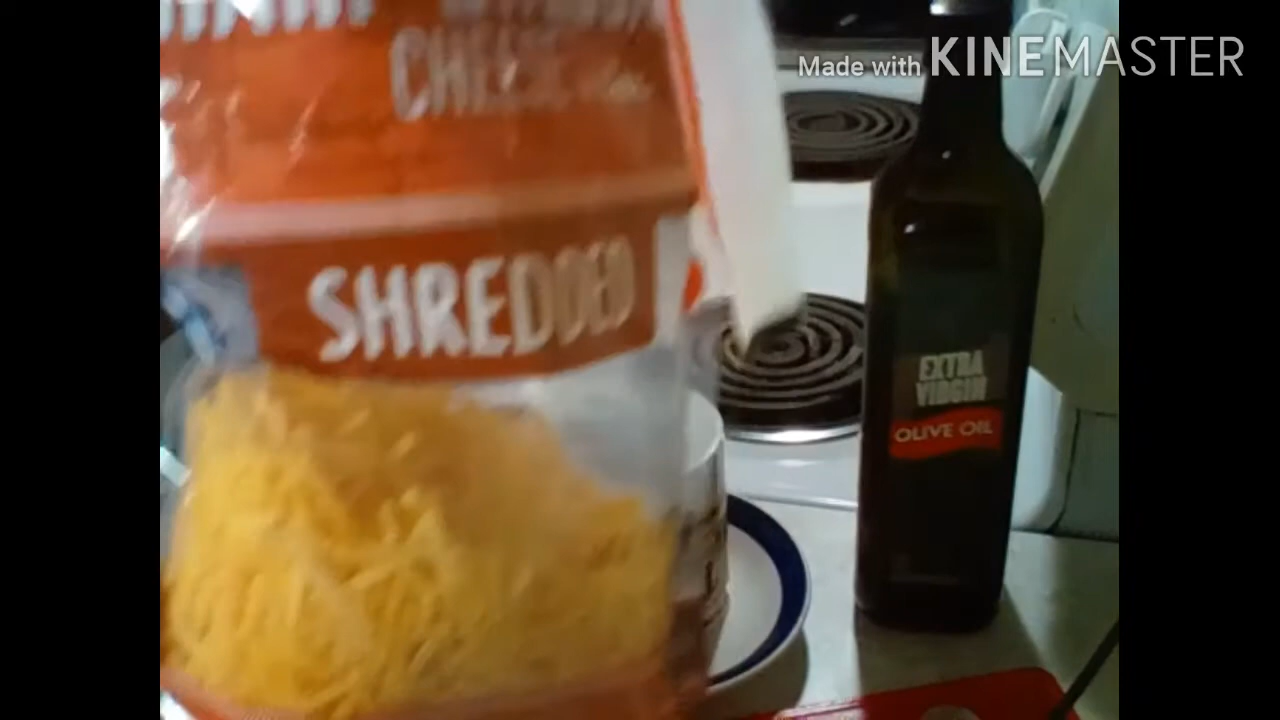 Made with KINEMASTER
CHEESE
SHREDDED
EXTRA
VIRGIN
OLIVE OIL